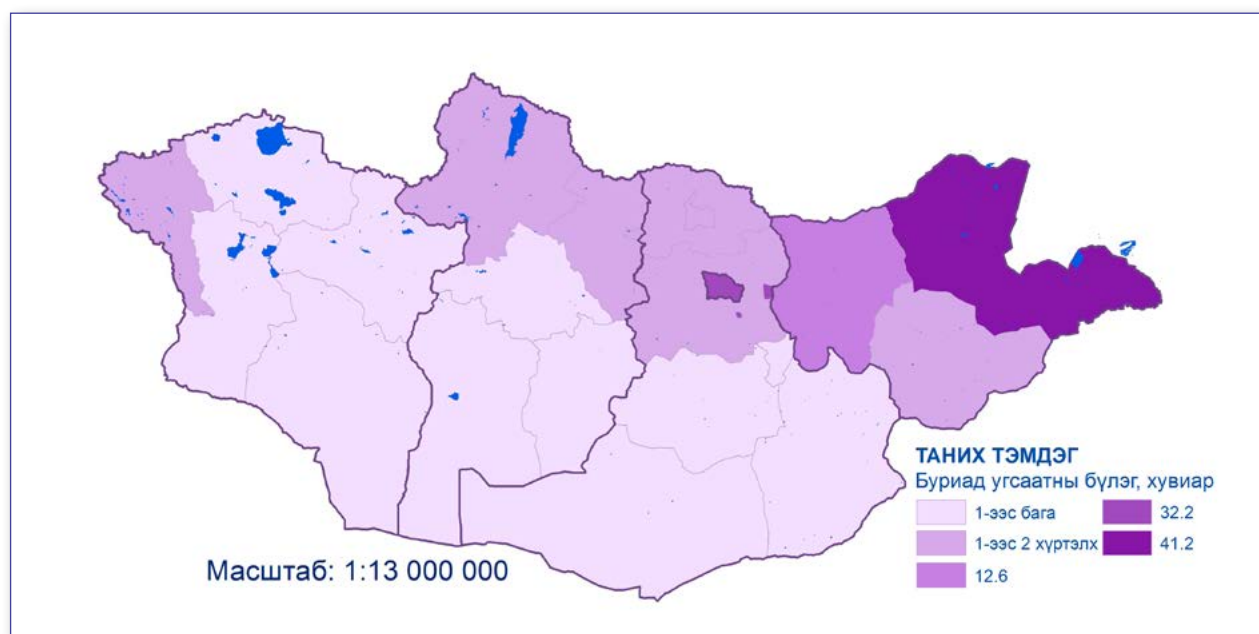 ТАНИХ ТЭМДЭГ
Буриад угсаатны бүлэг, хувиар
1-ээс бага
1-ээс 2 хүртэлх
12.6
32.2
41.2
Масштаб: 1:13 000 000